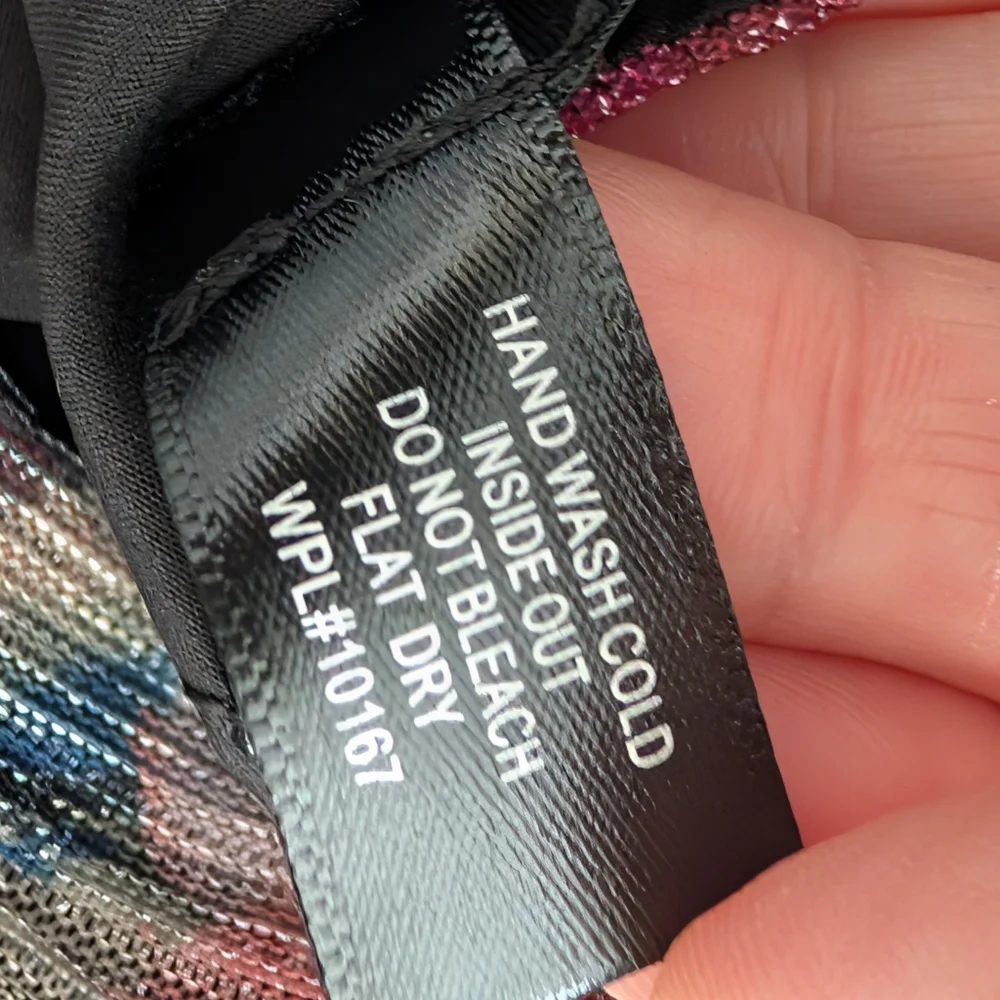 HAND WASH COLD
INSIDE OUT
DO NOT BLEACH
FLAT DRY
WPL#10167